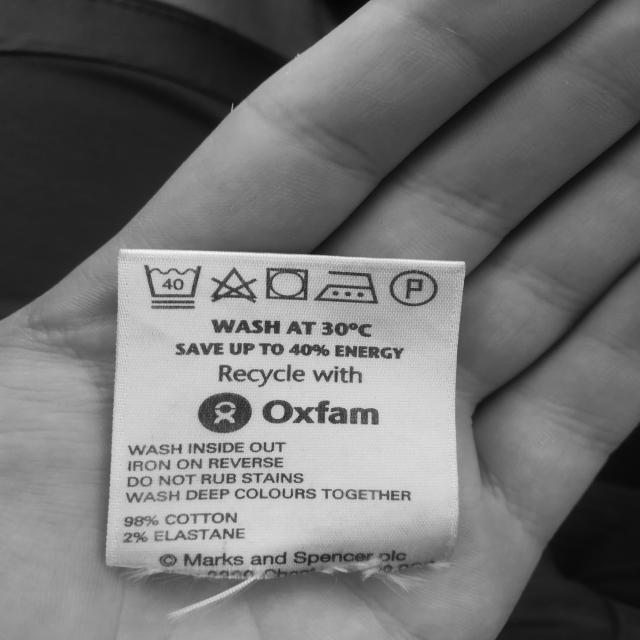 40 P
WASH AT 30°C
SAVE UP TO 40% ENERGY
Recycle with
Oxfam
WASH INSIDE OUT
IRON ON REVERSE
DO NOT RUB STAINS
WASH DEEP COLOURS TOGETHER
98% COTTON
2% ELASTANE
© Marks and Spencer plc